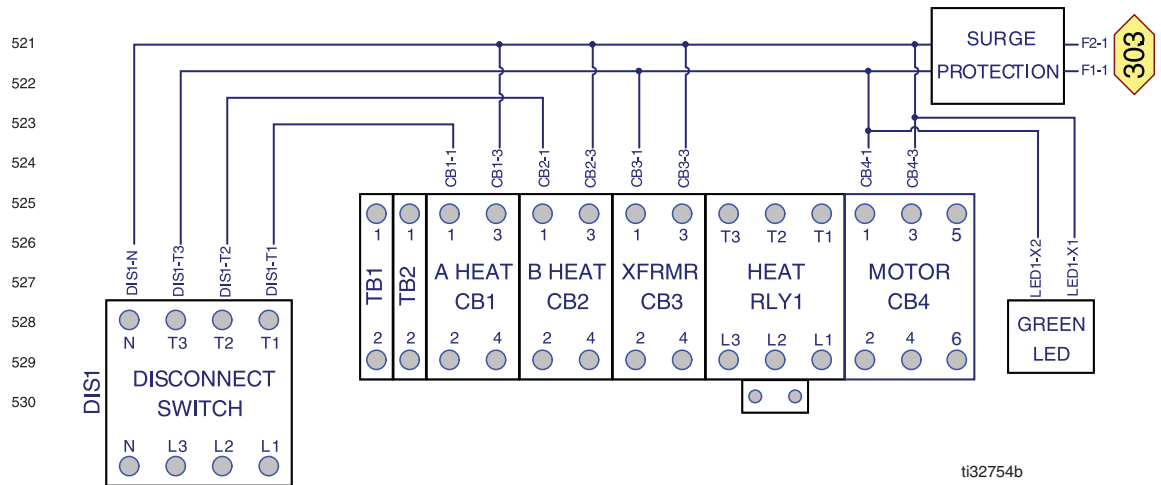 521
522
523
524
525
526
527
528
529
530
SURGE
PROTECTION
F2-1
F1-1
303
CB1-1
CB1-3
CB2-1
CB2-3
CB3-1
CB3-3
CB4-1
CB4-3
DIS1-N
DIS1-T3
DIS1-T2
DIS1-T1
LED1-X2
LED1-X1
1 1 1 3 1 3 1 3 T3 T2 T1 1 3 5
TB1
TB2
A HEAT
CB1
B HEAT
CB2
XFRMR
CB3
HEAT
RLY1
MOTOR
CB4
2 2 2 4 2 4 2 4 L3 L2 L1 2 4 6
GREEN
LED
N T3 T2 T1
DIS1
DISCONNECT
SWITCH
N L3 L2 L1
ti32754b